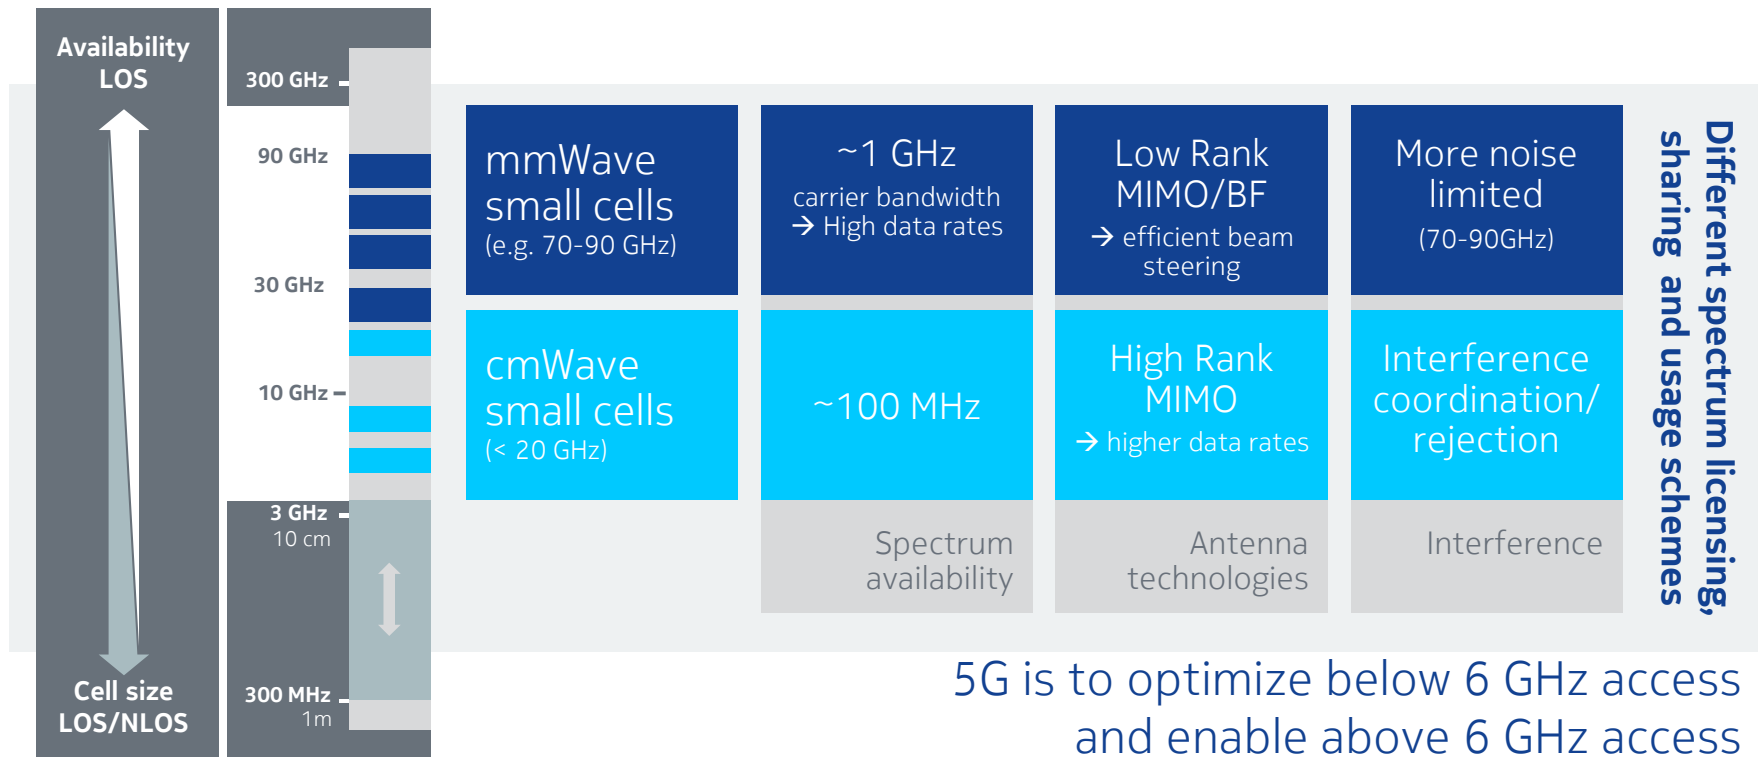 Availability
LOS
Cell size
LOS/NLOS
300 GHz
90 GHz
30 GHz
10 GHz
3 GHz
10 cm
300 MHz
1m
mmWave
small cells
(e.g. 70-90 GHz)
~1 GHz
carrier bandwidth
→ High data rates
Low Rank
MIMO/BF
→ efficient beam
steering
More noise
limited
(70-90GHz)
cmWave
small cells
(< 20 GHz)
~100 MHz
High Rank
MIMO
→ higher data rates
Interference
coordination/
rejection
Spectrum
availability
Antenna
technologies
Interference
Different spectrum licensing,
sharing and usage schemes
5G is to optimize below 6 GHz access
and enable above 6 GHz access